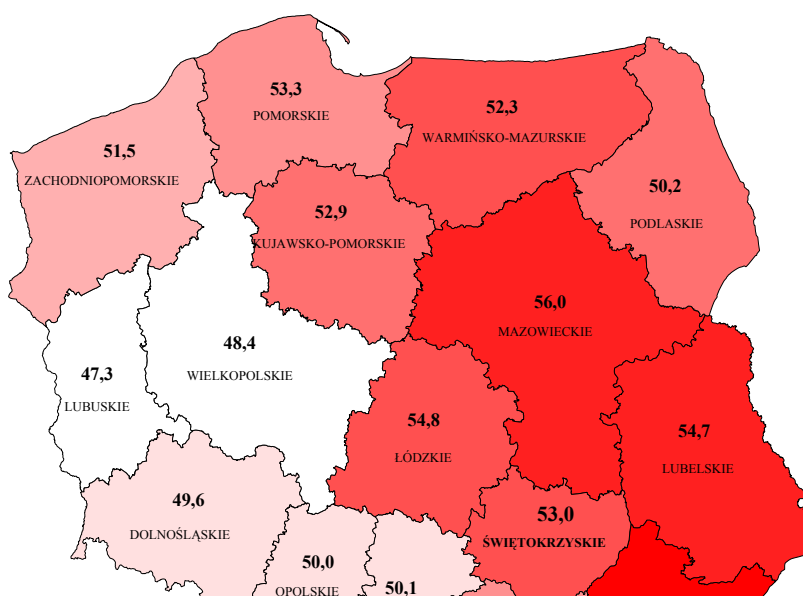 53,3
POMORSKIE
52,3
WARMIŃSKO-MAZURSKIE
51,5
ZACHODNIOPOMORSKIE
50,2
PODLASKIE
52,9
KUJAWSKO-POMORSKIE
56,0
MAZOWIECKIE
48,4
WIELKOPOLSKIE
47,3
LUBUSKIE
54,8
ŁÓDZKIE
54,7
LUBELSKIE
49,6
DOLNOŚLĄSKIE
53,0
ŚWIĘTOKRZYSKIE
50,0
OPOLSKIE
50,1